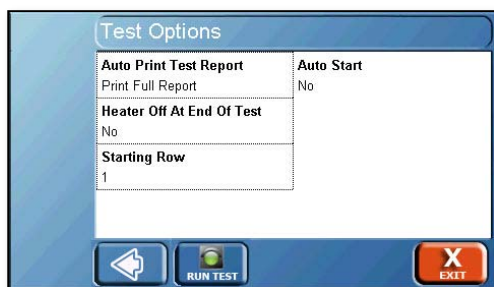 Test Options
Auto Print Test Report
Print Full Report
Auto Start
No
Heater Off At End Of Test
No
Starting Row
1
RUN TEST
X
EXIT